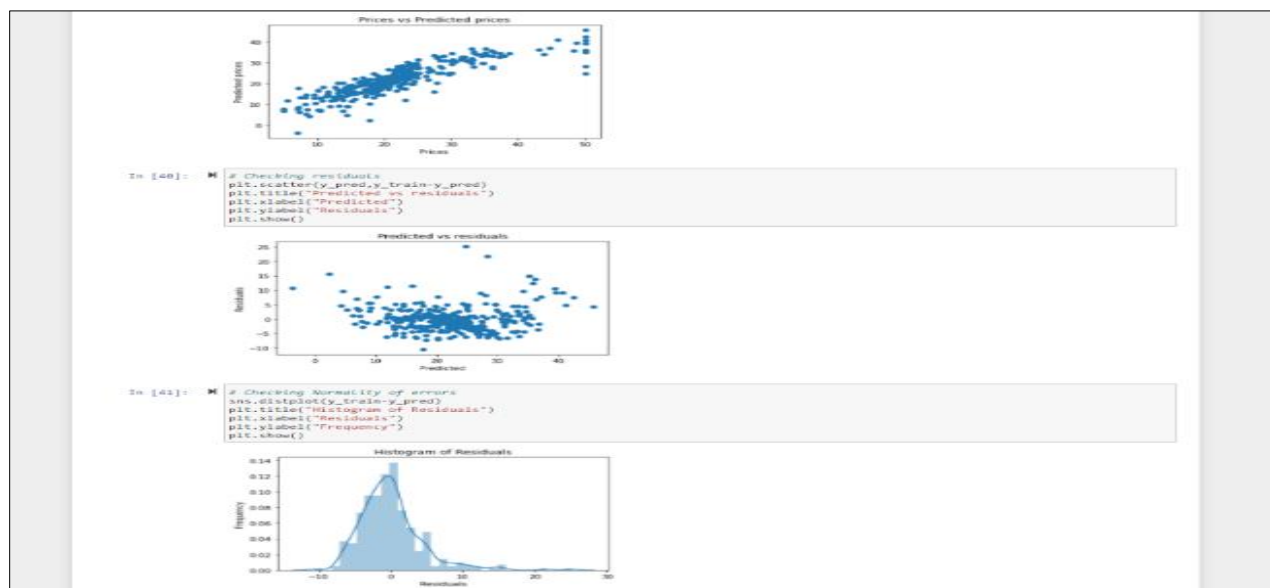 Prices vs Predicted prices
40
30
20
10
0
Predicted prices
10 20 30 40 50
Prices
In [40]:
# Checking residuals
plt.scatter(y_pred,y_train-y_pred)
plt.title("Predicted vs residuals")
plt.xlabel("Predicted")
plt.ylabel("Residuals")
plt.show()
Predicted vs residuals
25
20
15
10
5
0
−5
−10
Residuals
0 10 20 30 40
Predicted
In [41]:
# Checking Normality of errors
sns.distplot(y_train-y_pred)
plt.title("Histogram of Residuals")
plt.xlabel("Residuals")
plt.ylabel("Frequency")
plt.show()
Histogram of Residuals
0.14
0.12
0.10
0.08
0.06
0.04
0.02
0.00
Frequency
−10 0 10 20 30
Residuals